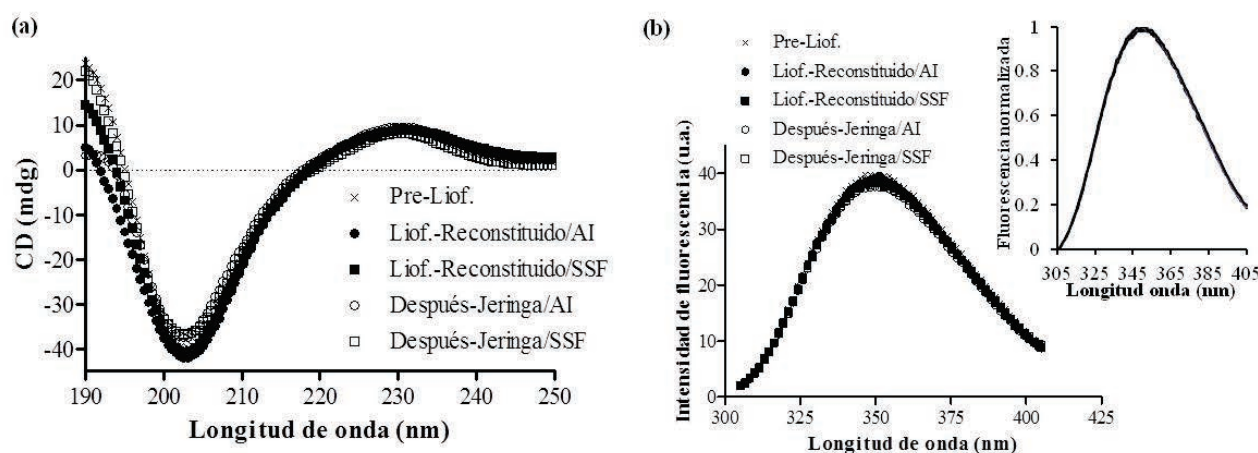 (a)
20
10
0
-10
-20
-30
-40
CD (mdg)
Pre-Liof.
Liof.-Reconstituido/AI
Liof.-Reconstituido/SSF
Después-Jeringa/AI
Después-Jeringa/SSF
190 200 210 220 230 240 250
Longitud de onda (nm)
(b)
Pre-Liof.
Liof.-Reconstituido/AI
Liof.-Reconstituido/SSF
Después-Jeringa/AI
Después-Jeringa/SSF
Intensidad de fluorescencia (u.a.)
40
30
20
10
0
300 325 350 375 400 425
Longitud de onda (nm)
Fluorescencia normalizada
1
0.8
0.6
0.4
0.2
0
305 325 345 365 385 405
Longitud onda (nm)